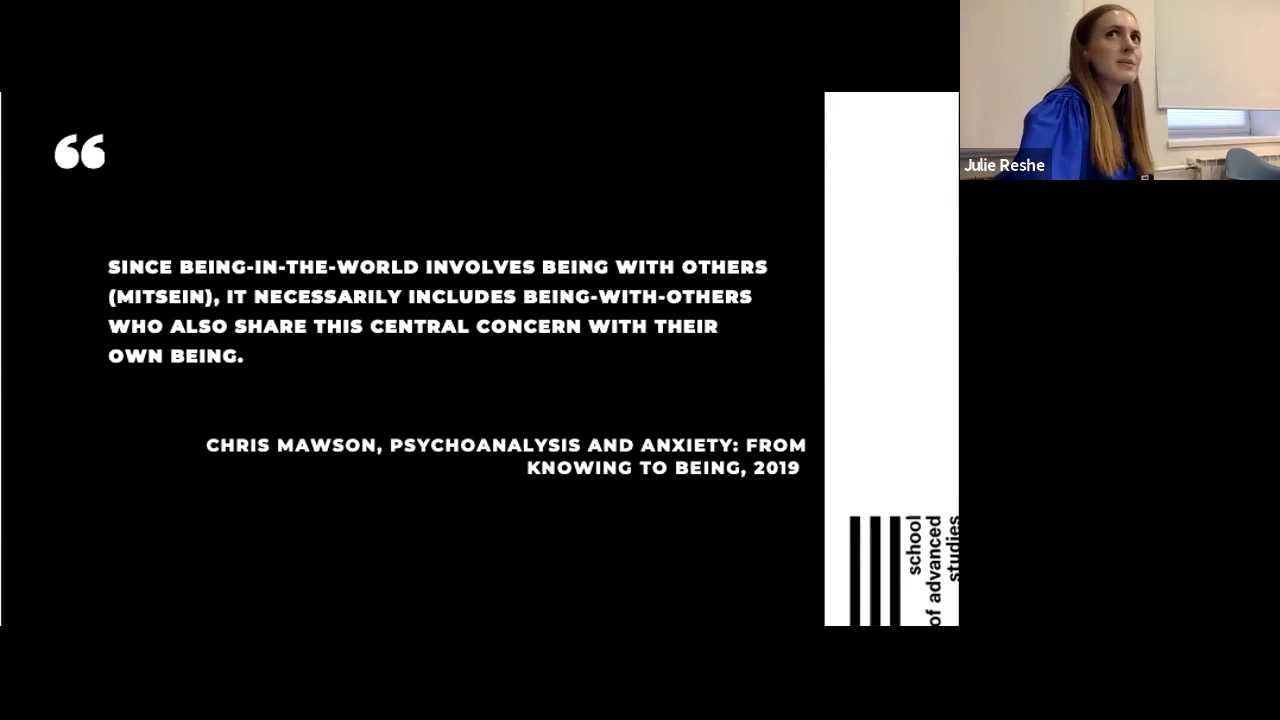 SINCE BEING-IN-THE-WORLD INVOLVES BEING WITH OTHERS
(MITSEIN), IT NECESSARILY INCLUDES BEING-WITH-OTHERS
WHO ALSO SHARE THIS CENTRAL CONCERN WITH THEIR
OWN BEING.
CHRIS MAWSON, PSYCHOANALYSIS AND ANXIETY: FROM
KNOWING TO BEING, 2019
school
of advanced
studies
Julie Reshe